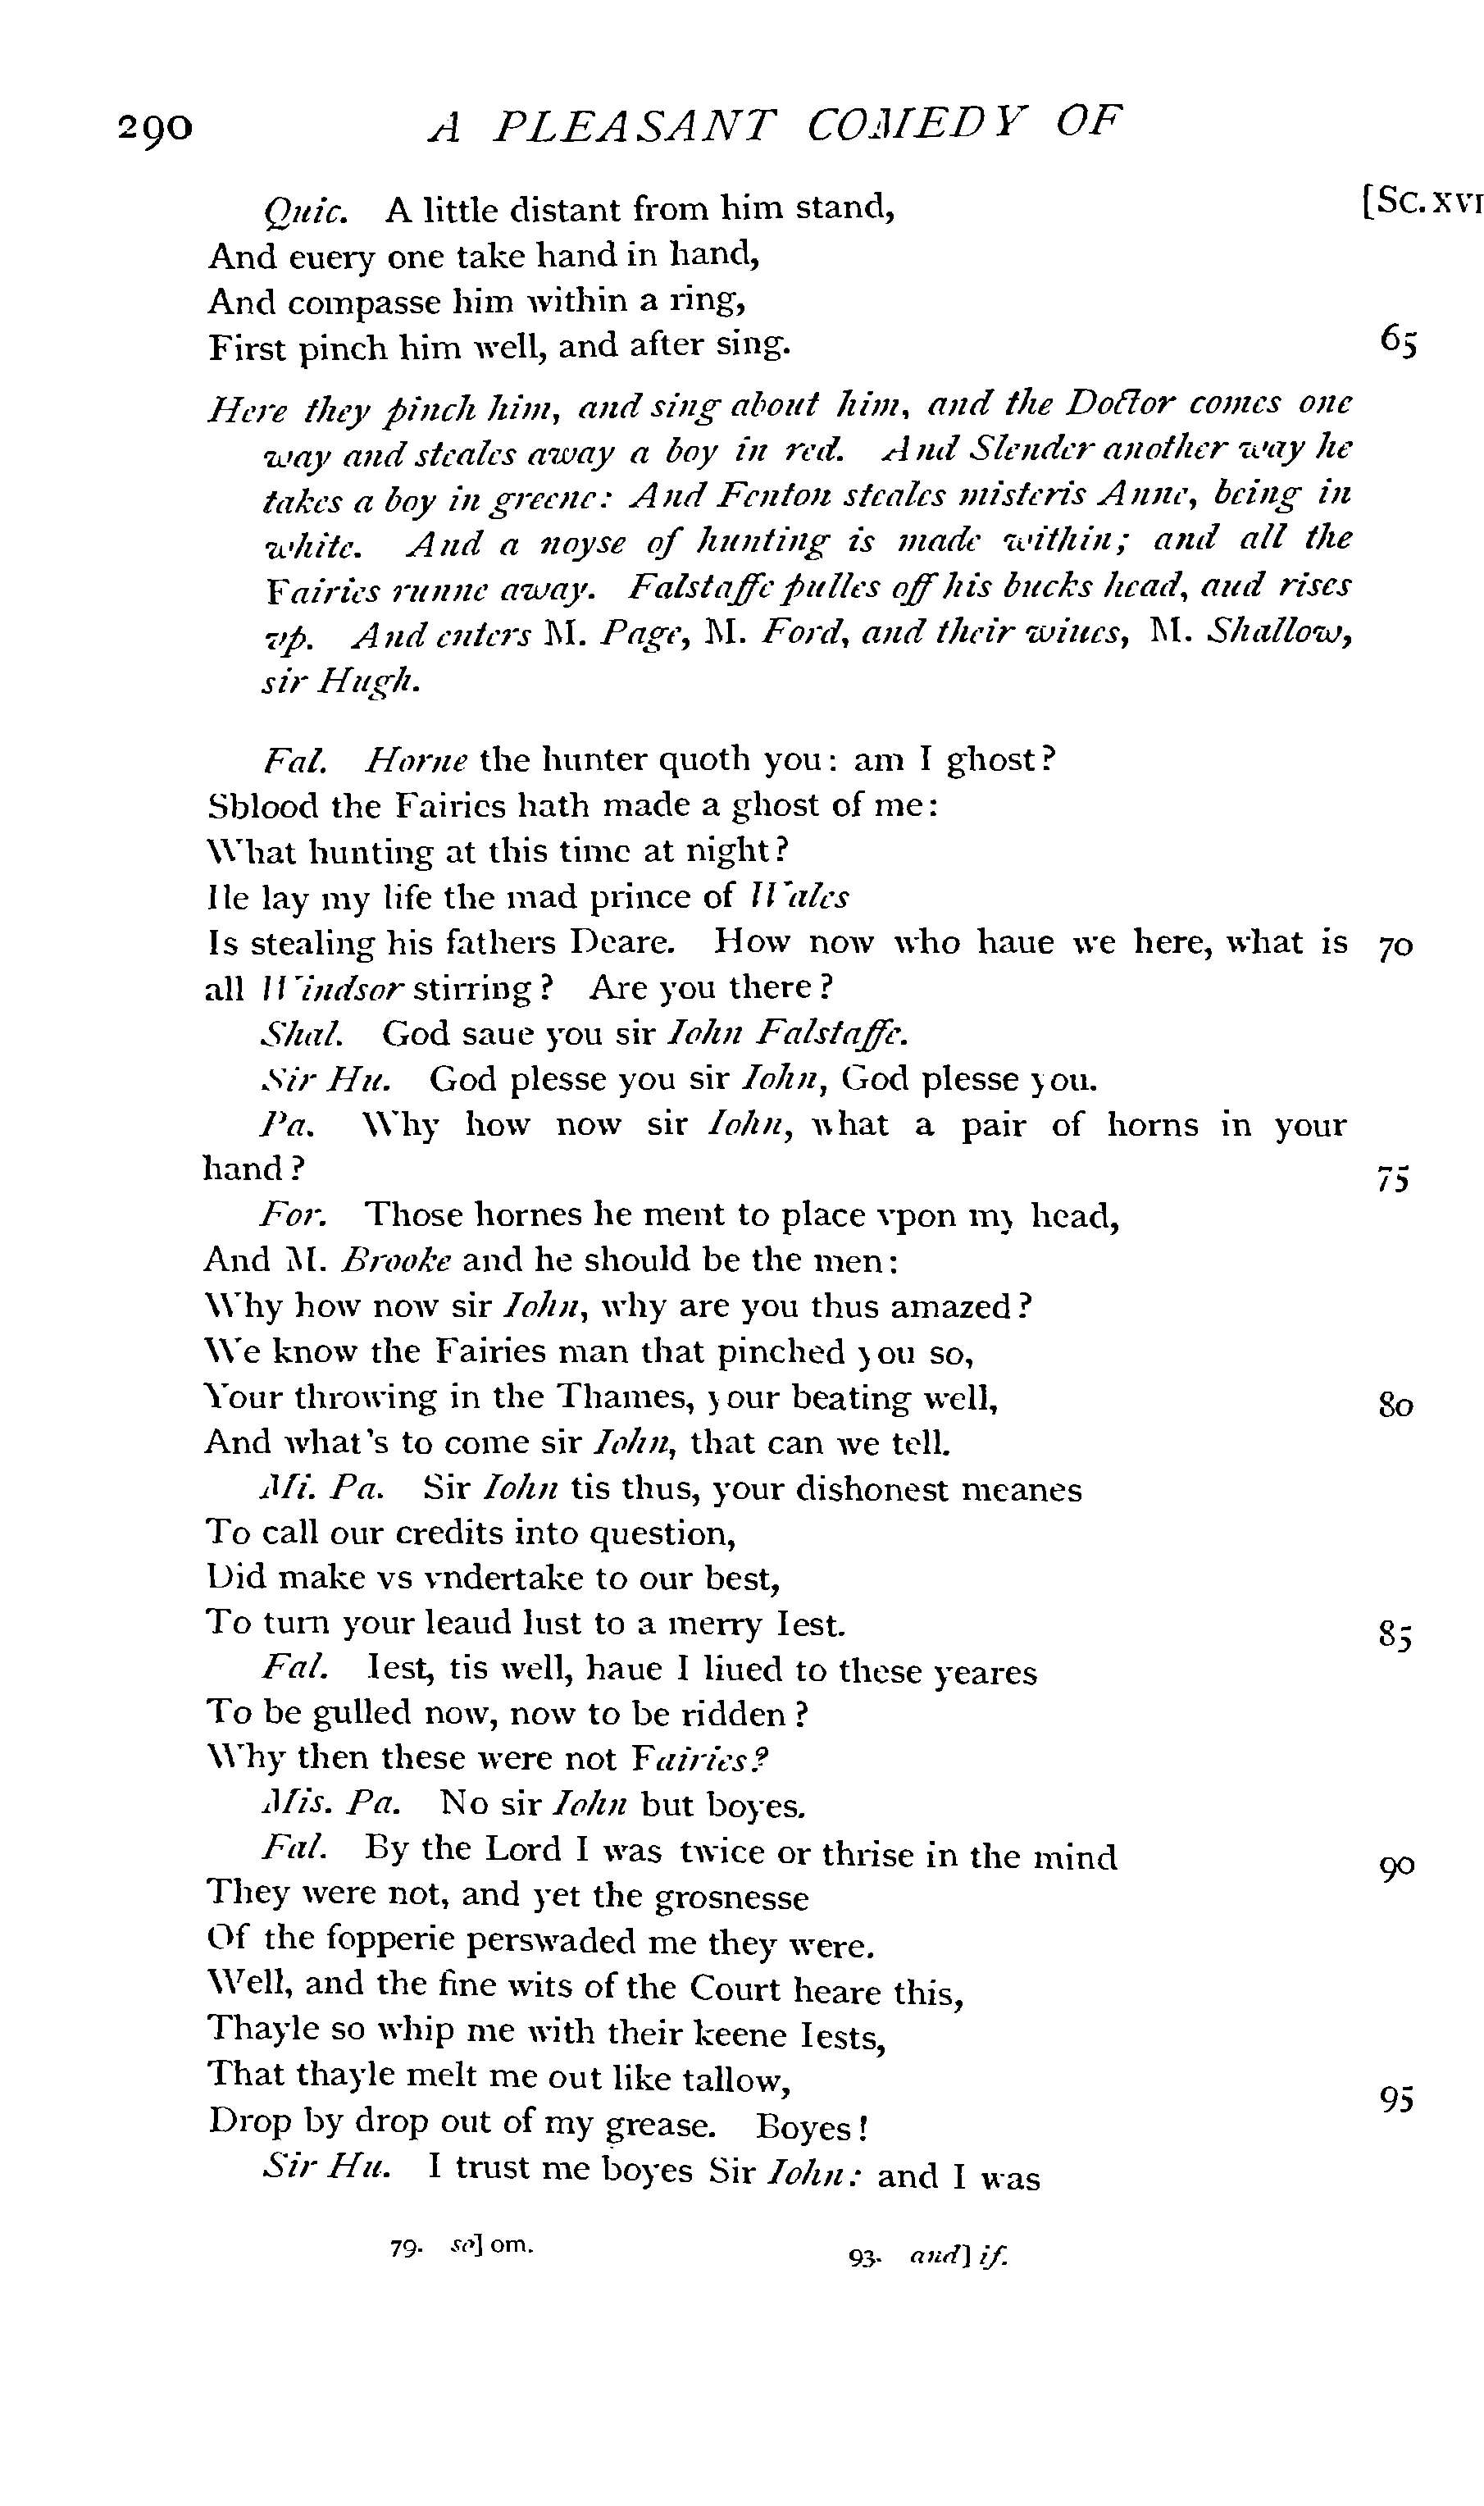 290 A PLEASANT COMEDY OF
Quic. A little distant from him stand, [Sc. XVI
And euery one take hand in hand,
And compasse him within a ring,
First pinch him well, and after sing. 65
Here they pinch him, and sing about him, and the Doctor comes one
way and steales away a boy in red. And Slender another way he
takes a boy in greene: And Fenton steales misteris Anne, being in
white. And a noyse of hunting is made within; and all the
Fairies runne away. Falstaffe pulles off his bucks head, and rises
vp. And enters M. Page, M. Ford, and their wiues, M. Shallow,
sir Hugh.
Fal. Horne the hunter quoth you: am I ghost?
Sblood the Fairies hath made a ghost of me:
What hunting at this time at night?
Ile lay my life the mad prince of Wales
Is stealing his fathers Deare. How now who haue we here, what is 70
all Windsor stirring? Are you there?
Shal. God saue you sir Iohn Falstaffe.
Sir Hu. God plesse you sir Iohn, God plesse you.
Pa. Why how now sir Iohn, what a pair of horns in your
hand? 75
For. Those hornes he ment to place vpon my head,
And M. Brooke and he should be the men:
Why how now sir Iohn, why are you thus amazed?
We know the Fairies man that pinched you so,
Your throwing in the Thames, your beating well, 80
And what's to come sir Iohn, that can we tell.
Mi. Pa. Sir Iohn tis thus, your dishonest meanes
To call our credits into question,
Did make vs vndertake to our best,
To turn your leaud lust to a merry Iest. 85
Fal. Iest, tis well, haue I liued to these yeares
To be gulled now, now to be ridden?
Why then these were not Fairies?
Mis. Pa. No sir Iohn but boyes.
Fal. By the Lord I was twice or thrise in the mind 90
They were not, and yet the grosnesse
Of the fopperie perswaded me they were.
Well, and the fine wits of the Court heare this,
Thayle so whip me with their keene Iests,
That thayle melt me out like tallow, 95
Drop by drop out of my grease. Boyes!
Sir Hu. I trust me boyes Sir Iohn: and I was
79. so] om. 93. and] if.